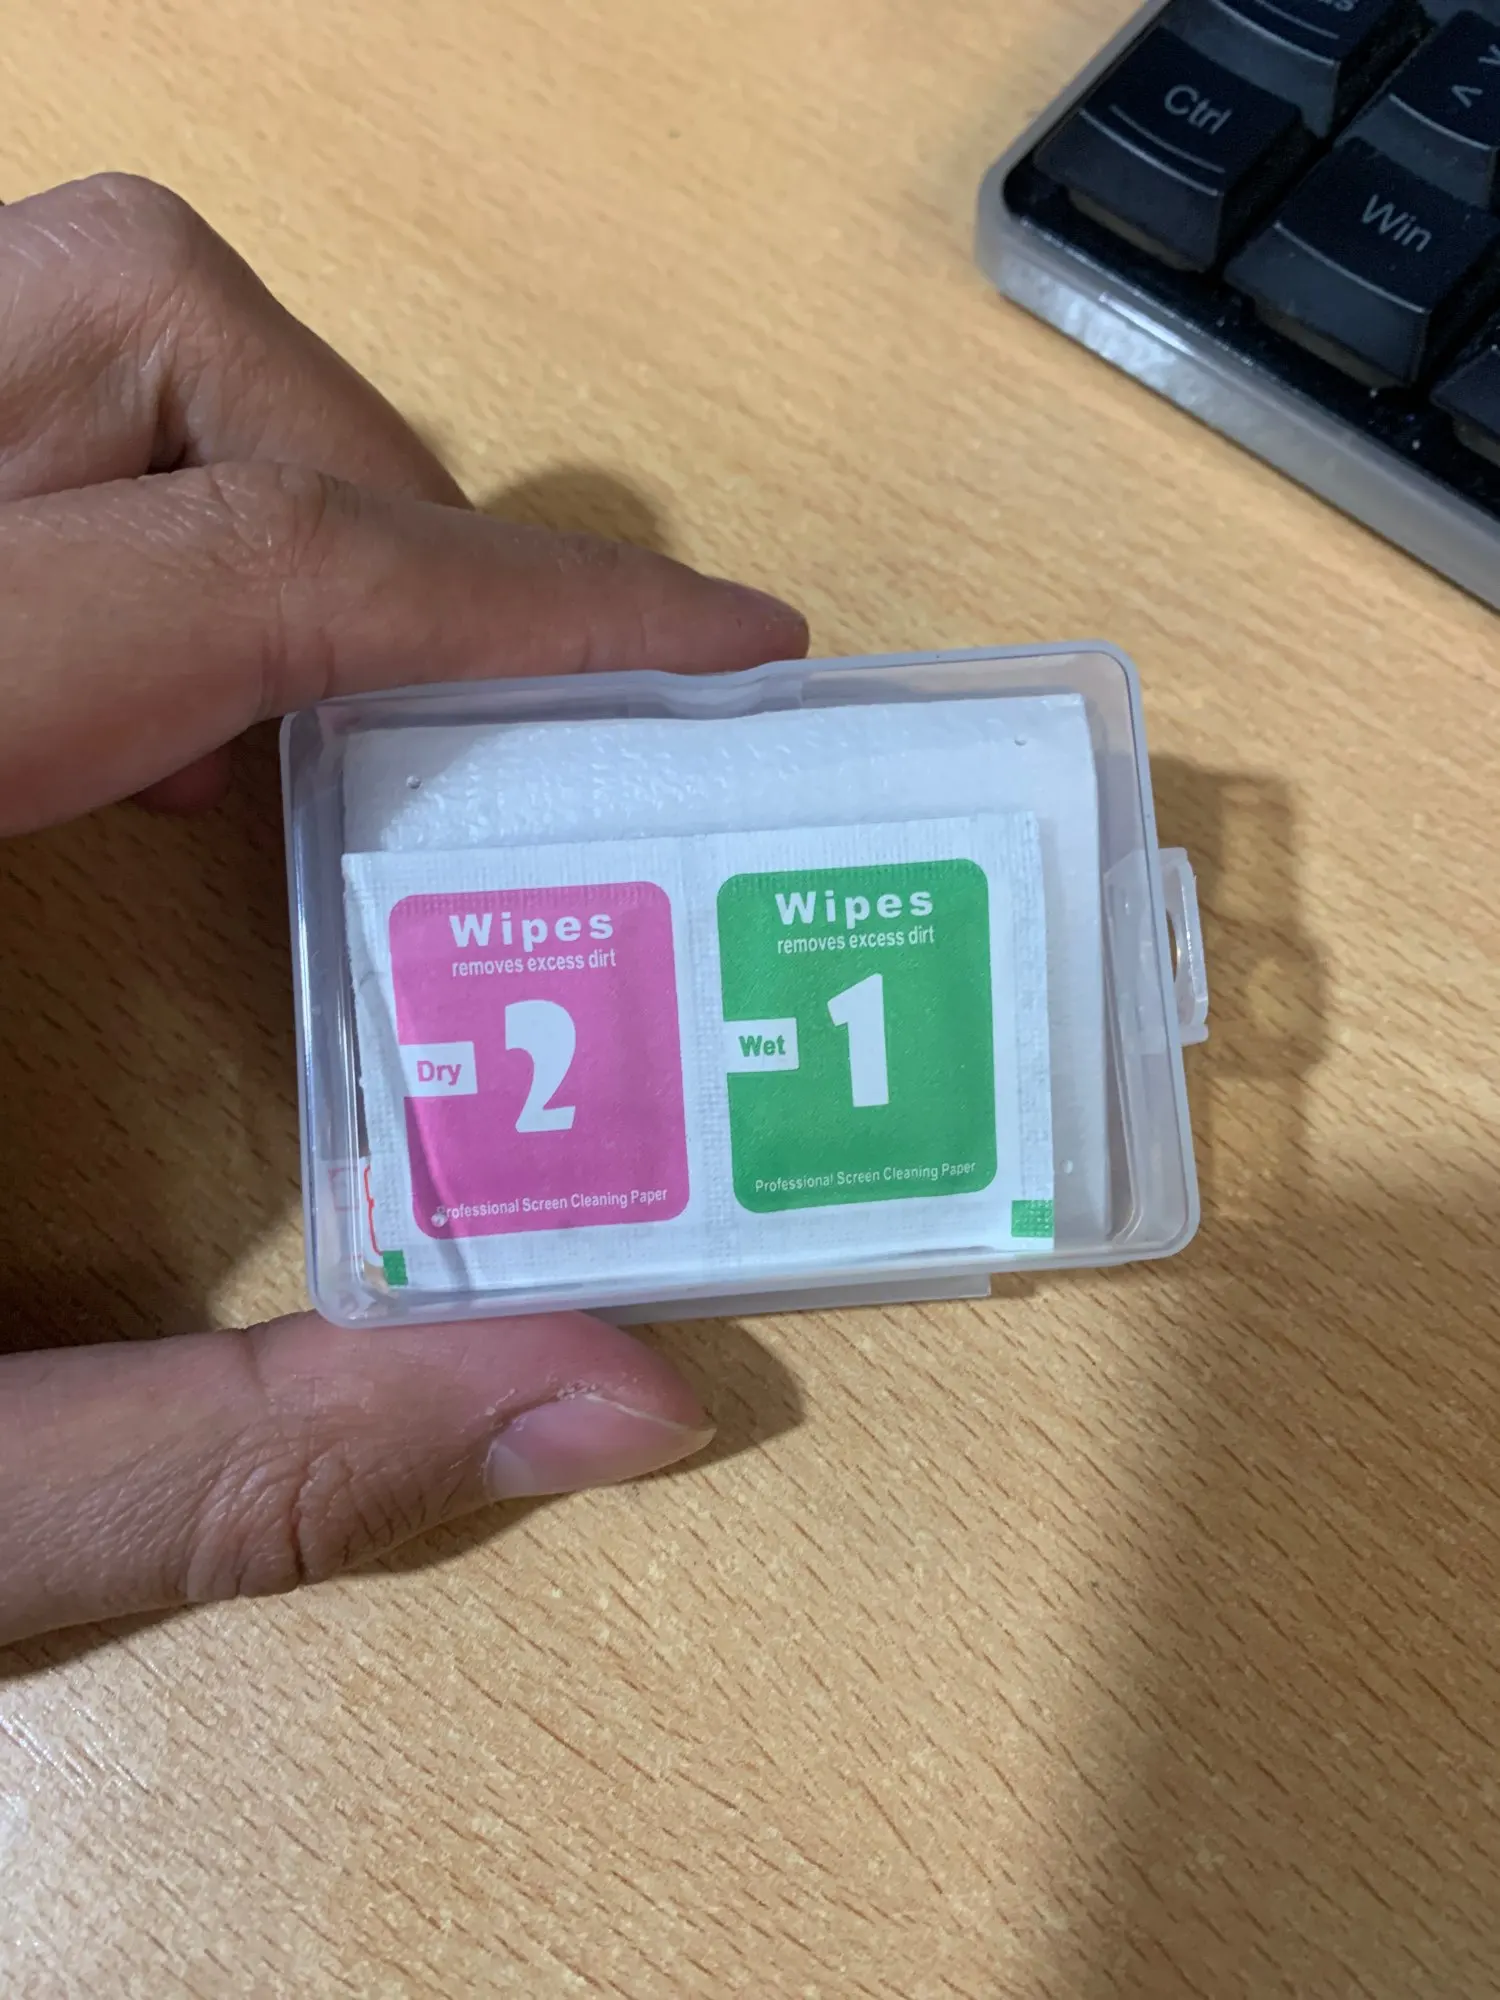 Ctrl
Win
Wipes
removes excess dirt
2
Dry
Professional Screen Cleaning Paper
Wipes
removes excess dirt
1
Wet
Professional Screen Cleaning Paper